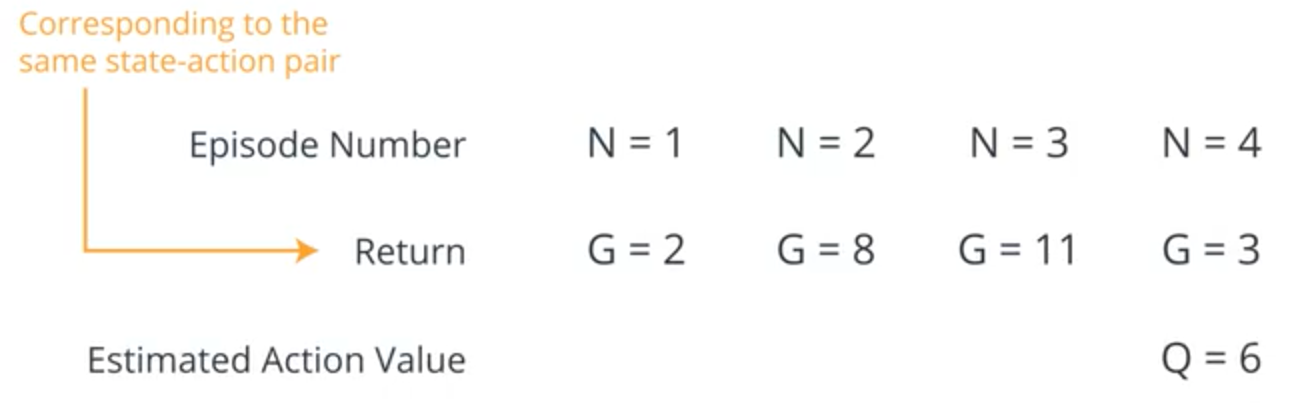 Corresponding to the
same state-action pair
Episode Number N = 1 N = 2 N = 3 N = 4
Return G = 2 G = 8 G = 11 G = 3
Estimated Action Value Q = 6